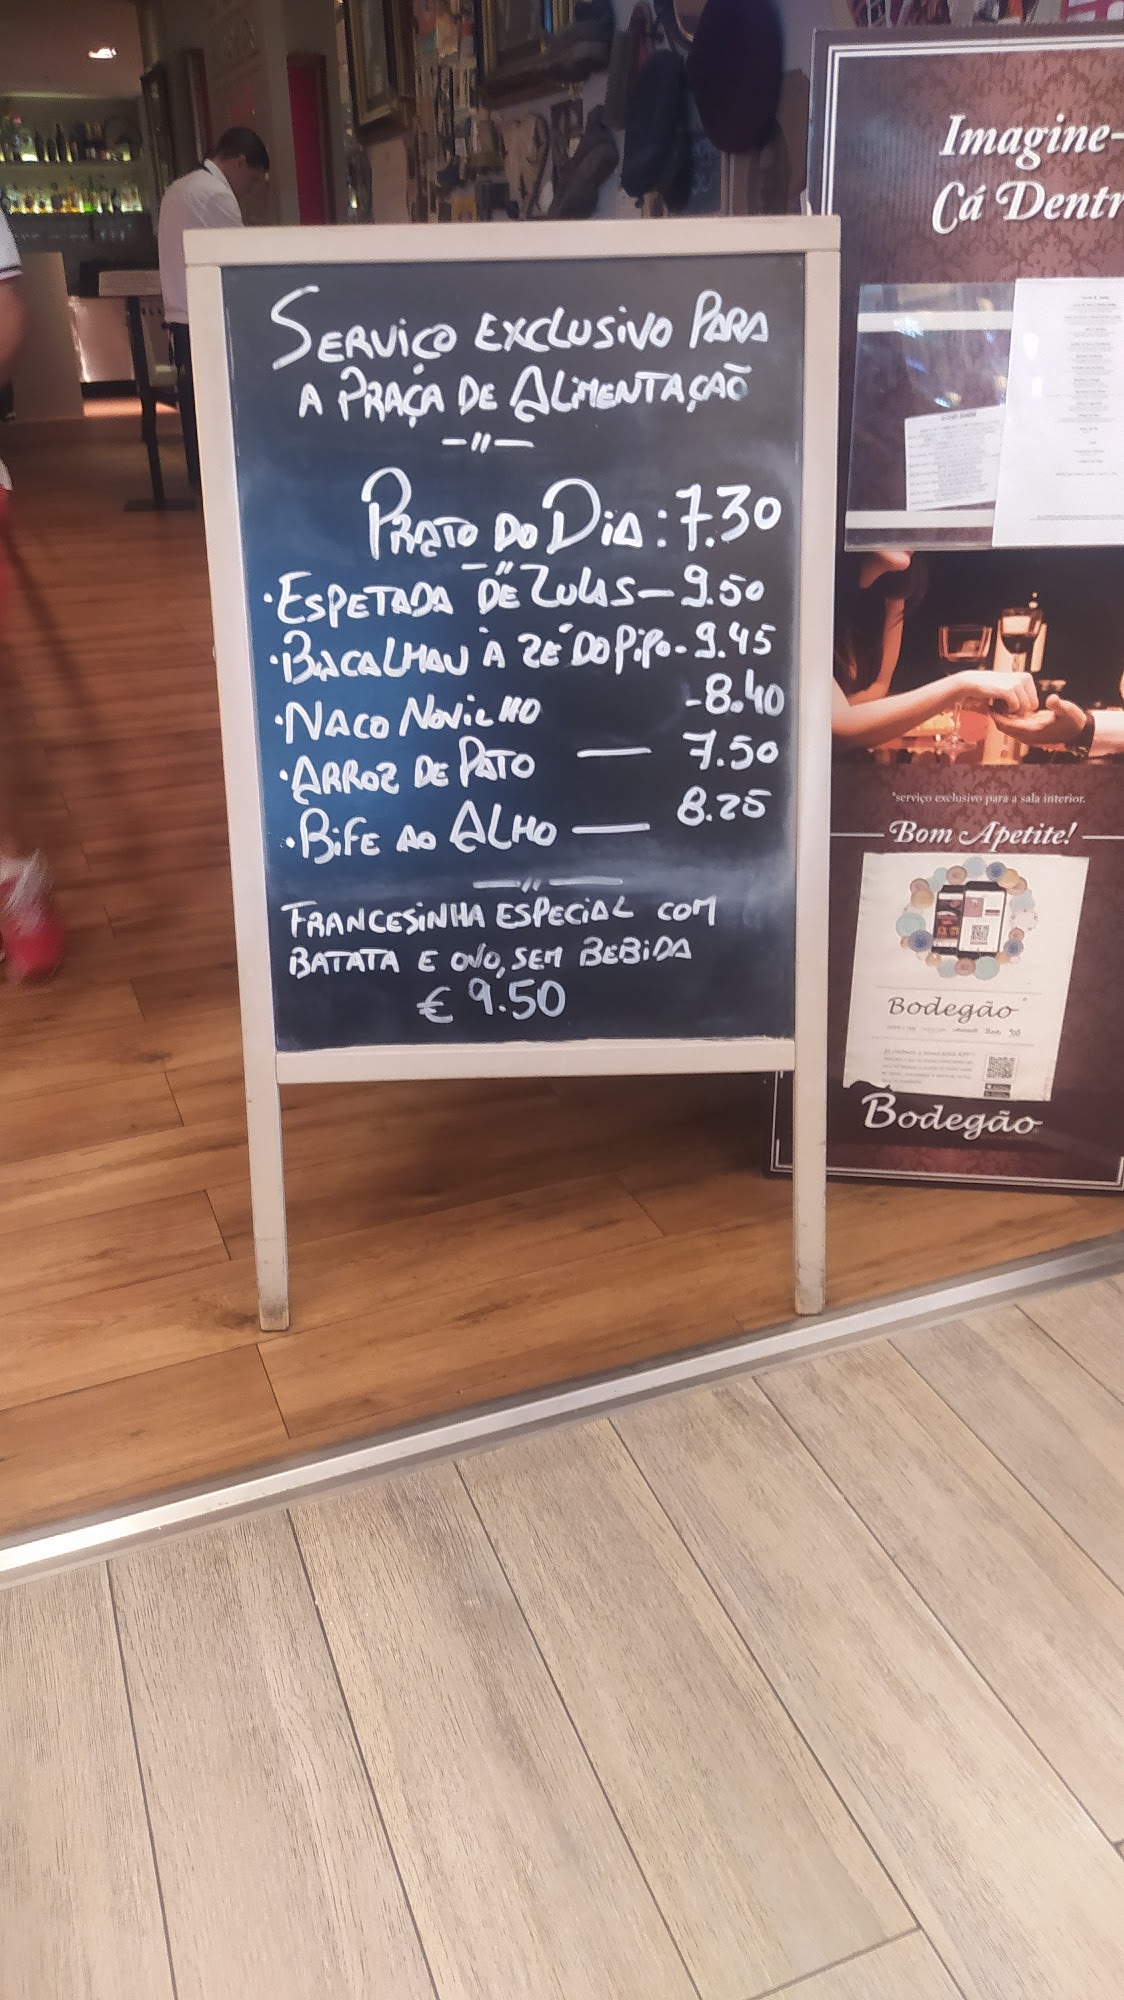 SERVIÇO EXCLUSIVO PARA
A PRAÇA DE ALIMENTAÇÃO
PRATO DO DIA: 7.30
• ESPETADA DE LULAS — 9.50
• BACALHAU À ZÉ DO PIPO - 9.45
• NACO NOVILHO - 8.40
• ARROZ DE PATO — 7.50
• BIFE AO ALHO — 8.25
FRANCESINHA ESPECIAL COM
BATATA E OVO, SEM BEBIDA
€ 9.50
Imagine-
Cá Dentr
*serviço exclusivo para a sala interior.
Bom Apetite!
Bodegão
Bodegão